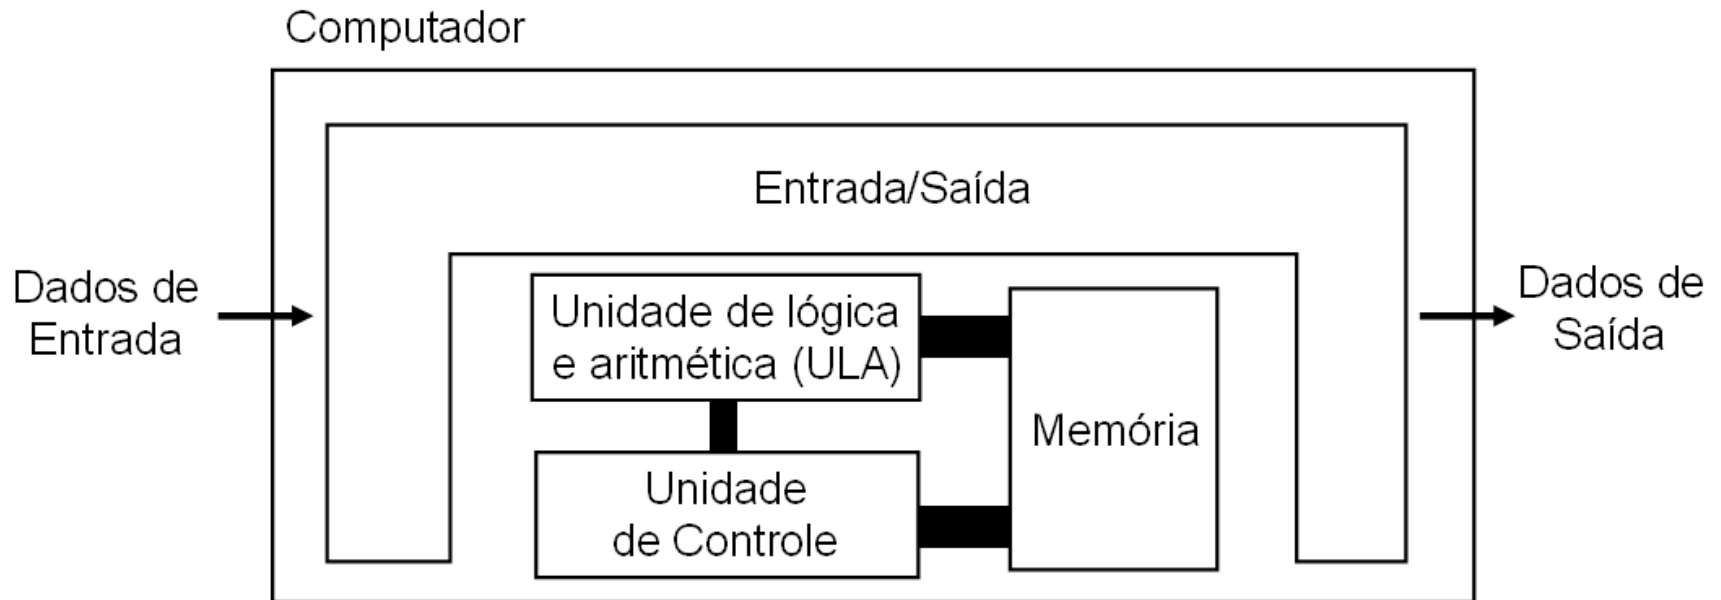 Computador
Entrada/Saída
Dados de
Entrada
Unidade de lógica
e aritmética (ULA)
Unidade
de Controle
Memória
Dados de
Saída